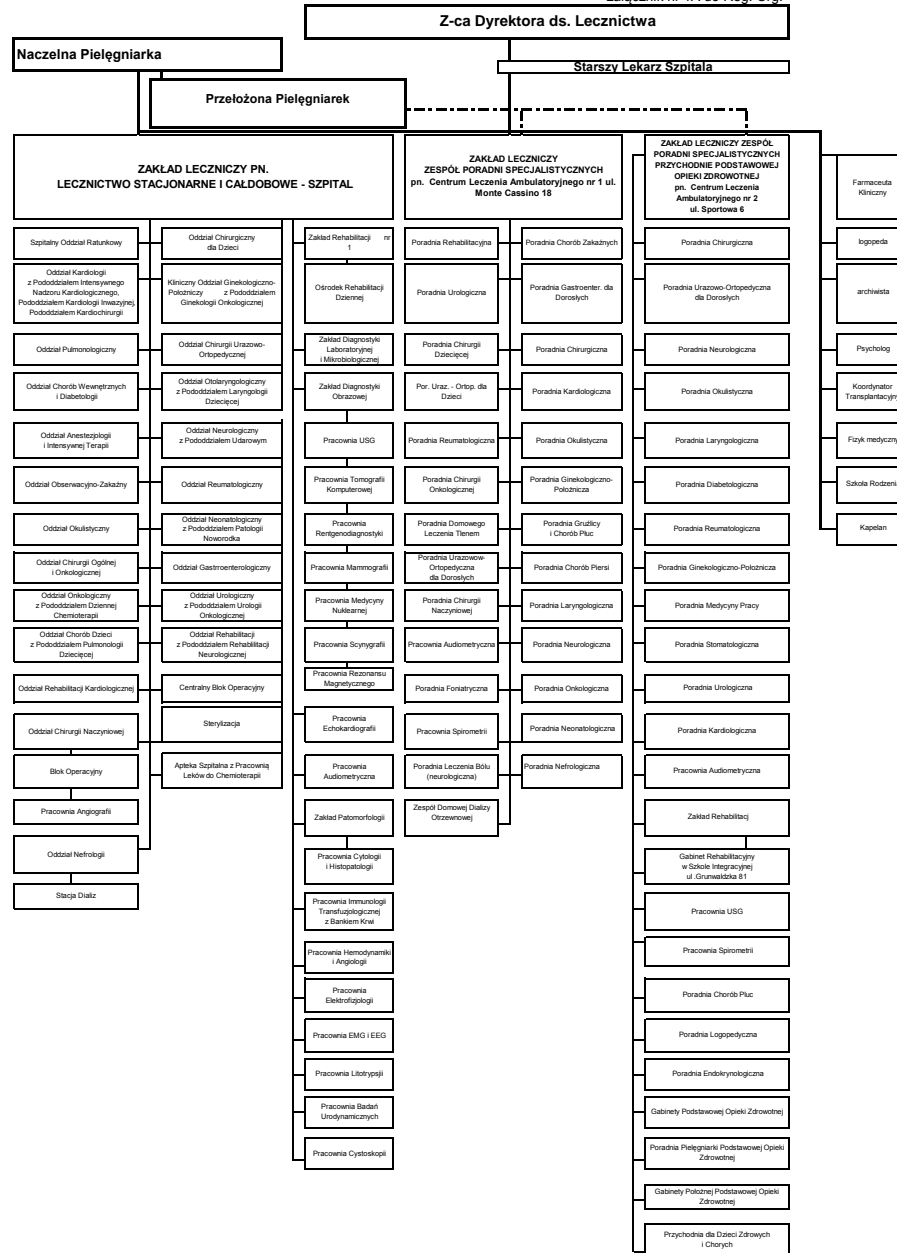 Z-ca Dyrektora ds. Lecznictwa
Naczelna Pielęgniarka
Starszy Lekarz Szpitala
Przełożona Pielęgniarek
ZAKŁAD LECZNICZY PN.
LECZNICTWO STACJONARNE I CAŁDOBOWE - SZPITAL
ZAKŁAD LECZNICZY
ZESPÓŁ PORADNI SPECJALISTYCZNYCH
pn. Centrum Leczenia Ambulatoryjnego nr 1 ul.
Monte Cassino 18
ZAKŁAD LECZNICZY ZESPÓŁ
PORADNI SPECJALISTYCZNYCH
PRZYCHODNIE PODSTAWOWEJ
OPIEKI ZDROWOTNEJ
pn. Centrum Leczenia
Ambulatoryjnego nr 2
ul. Sportowa 6
Farmaceuta
Kliniczny
logopeda
archiwista
Psycholog
Koordynator
Transplantacyjny
Fizyk medyczny
Szkoła Rodzenia
Kapelan
Szpitalny Oddział Ratunkowy
Oddział Kardiologii
z Pododdziałem Intensywnego
Nadzoru Kardiologicznego,
Pododdziałem Kardiologii Inwazyjnej,
Pododdziałem Kardiochirurgii
Oddział Pulmonologiczny
Oddział Chorób Wewnętrznych
i Diabetologii
Oddział Anestezjologii
i Intensywnej Terapii
Oddział Obserwacyjno-Zakaźny
Oddział Okulistyczny
Oddział Chirurgii Ogólnej
i Onkologicznej
Oddział Onkologiczny
z Pododdziałem Dziennej
Chemioterapii
Oddział Chorób Dzieci
z Pododdziałem Pulmonologii
Dziecięcej
Oddział Rehabilitacji Kardiologicznej
Oddział Chirurgii Naczyniowej
Blok Operacyjny
Pracownia Angiografii
Oddział Nefrologii
Stacja Dializ
Oddział Chirurgiczny
dla Dzieci
Kliniczny Oddział Ginekologiczno-
Położniczy z Pododdziałem
Ginekologii Onkologicznej
Oddział Chirurgii Urazowo-
Ortopedycznej
Oddział Otolaryngologiczny
z Pododdziałem Laryngologii
Dziecięcej
Oddział Neurologiczny
z Pododdziałem Udarowym
Oddział Reumatologiczny
Oddział Neonatologiczny
z Pododdziałem Patologii
Noworodka
Oddział Gastroenterologiczny
Oddział Urologiczny
z Pododdziałem Urologii
Onkologicznej
Oddział Rehabilitacji
z Pododdziałem Rehabilitacji
Neurologicznej
Centralny Blok Operacyjny
Sterylizacja
Apteka Szpitalna z Pracownią
Leków do Chemioterapii
Zakład Rehabilitacji nr
1
Ośrodek Rehabilitacji
Dziennej
Zakład Diagnostyki
Laboratoryjnej
i Mikrobiologicznej
Zakład Diagnostyki
Obrazowej
Pracownia USG
Pracownia Tomografii
Komputerowej
Pracownia
Rentgenodiagnostyki
Pracownia Mammografii
Pracownia Medycyny
Nuklearnej
Pracownia Scynygrafii
Pracownia Rezonansu
Magnetycznego
Pracownia
Echokardiografii
Pracownia
Audiometryczna
Zakład Patomorfologii
Pracownia Cytologii
i Histopatologii
Pracownia Immunologii
Transfuzjologicznej
z Bankiem Krwi
Pracownia Hemodynamiki
i Angiologii
Pracownia
Elektrofizjologii
Pracownia EMG i EEG
Pracownia Litotrypsjii
Pracownia Badań
Urodynamicznych
Pracownia Cystoskopii
Poradnia Rehabilitacyjna
Poradnia Urologiczna
Poradnia Chirurgii
Dziecięcej
Por. Uraz. - Ortop. dla
Dzieci
Poradnia Reumatologiczna
Poradnia Chirurgii
Onkologicznej
Poradnia Domowego
Leczenia Tlenem
Poradnia Urazowow-
Ortopedyczna
dla Dorosłych
Poradnia Chirurgii
Naczyniowej
Pracownia Audiometryczna
Poradnia Foniatryczna
Pracownia Spirometrii
Poradnia Leczenia Bólu
(neurologiczna)
Zespół Domowej Dializy
Otrzewnowej
Poradnia Chorób Zakaźnych
Poradnia Gastroenter. dla
Dorosłych
Poradnia Chirurgiczna
Poradnia Kardiologiczna
Poradnia Okulistyczna
Poradnia Ginekologiczno-
Położnicza
Poradnia Gruźlicy
i Chorób Płuc
Poradnia Chorób Piersi
Poradnia Laryngologiczna
Poradnia Neurologiczna
Poradnia Onkologiczna
Poradnia Neonatologiczna
Poradnia Nefrologiczna
Poradnia Chirurgiczna
Poradnia Urazowo-Ortopedyczna
dla Dorosłych
Poradnia Neurologiczna
Poradnia Okulistyczna
Poradnia Laryngologiczna
Poradnia Diabetologiczna
Poradnia Reumatologiczna
Poradnia Ginekologiczno-Położnicza
Poradnia Medycyny Pracy
Poradnia Stomatologiczna
Poradnia Urologiczna
Poradnia Kardiologiczna
Pracownia Audiometryczna
Zakład Rehabilitacj
Gabinet Rehabilitacyjny
w Szkole Integracyjnej
ul .Grunwaldzka 81
Pracownia USG
Pracownia Spirometrii
Poradnia Chorób Płuc
Poradnia Logopedyczna
Poradnia Endokrynologiczna
Gabinety Podstawowej Opieki Zdrowotnej
Poradnia Pielęgniarki Podstawowej Opieki
Zdrowotnej
Gabinety Położnej Podstawowej Opieki
Zdrowotnej
Przychodnia dla Dzieci Zdrowych
i Chorych